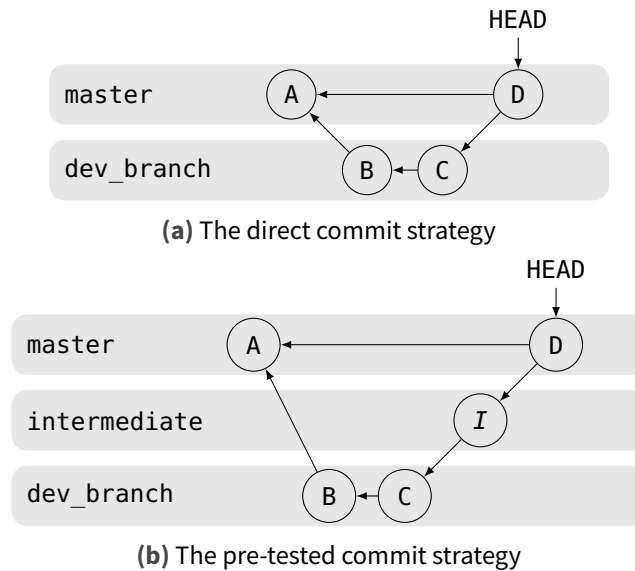 HEAD
master A D
dev_branch B C
(a) The direct commit strategy
HEAD
master A D
intermediate I
dev_branch B C
(b) The pre-tested commit strategy